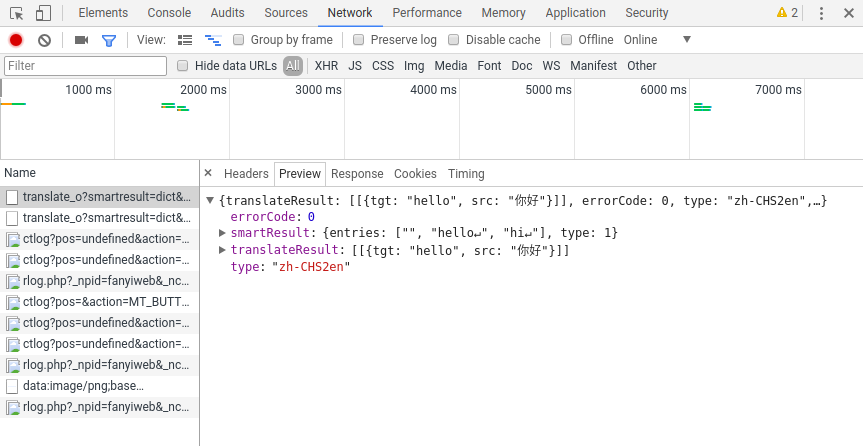 Elements Console Audits Sources Network Performance Memory Application Security 2
View: Group by frame Preserve log Disable cache Offline Online
Filter Hide data URLs All XHR JS CSS Img Media Font Doc WS Manifest Other
1000 ms 2000 ms 3000 ms 4000 ms 5000 ms 6000 ms 7000 ms
Name
translate_o?smartresult=dict&...
translate_o?smartresult=dict&...
ctlog?pos=undefined&action=...
ctlog?pos=undefined&action=...
rlog.php?_npid=fanyiweb&_nc...
ctlog?pos=&action=MT_BUTT...
ctlog?pos=undefined&action=...
ctlog?pos=undefined&action=...
rlog.php?_npid=fanyiweb&_nc...
data:image/png;base...
rlog.php?_npid=fanyiweb&_nc...
× Headers Preview Response Cookies Timing
▼{translateResult: [[{tgt: "hello", src: "你好"}]], errorCode: 0, type: "zh-CHS2en",…}
errorCode: 0
▶smartResult: {entries: ["", "hello↵", "hi↵"], type: 1}
▶translateResult: [[{tgt: "hello", src: "你好"}]]
type: "zh-CHS2en"